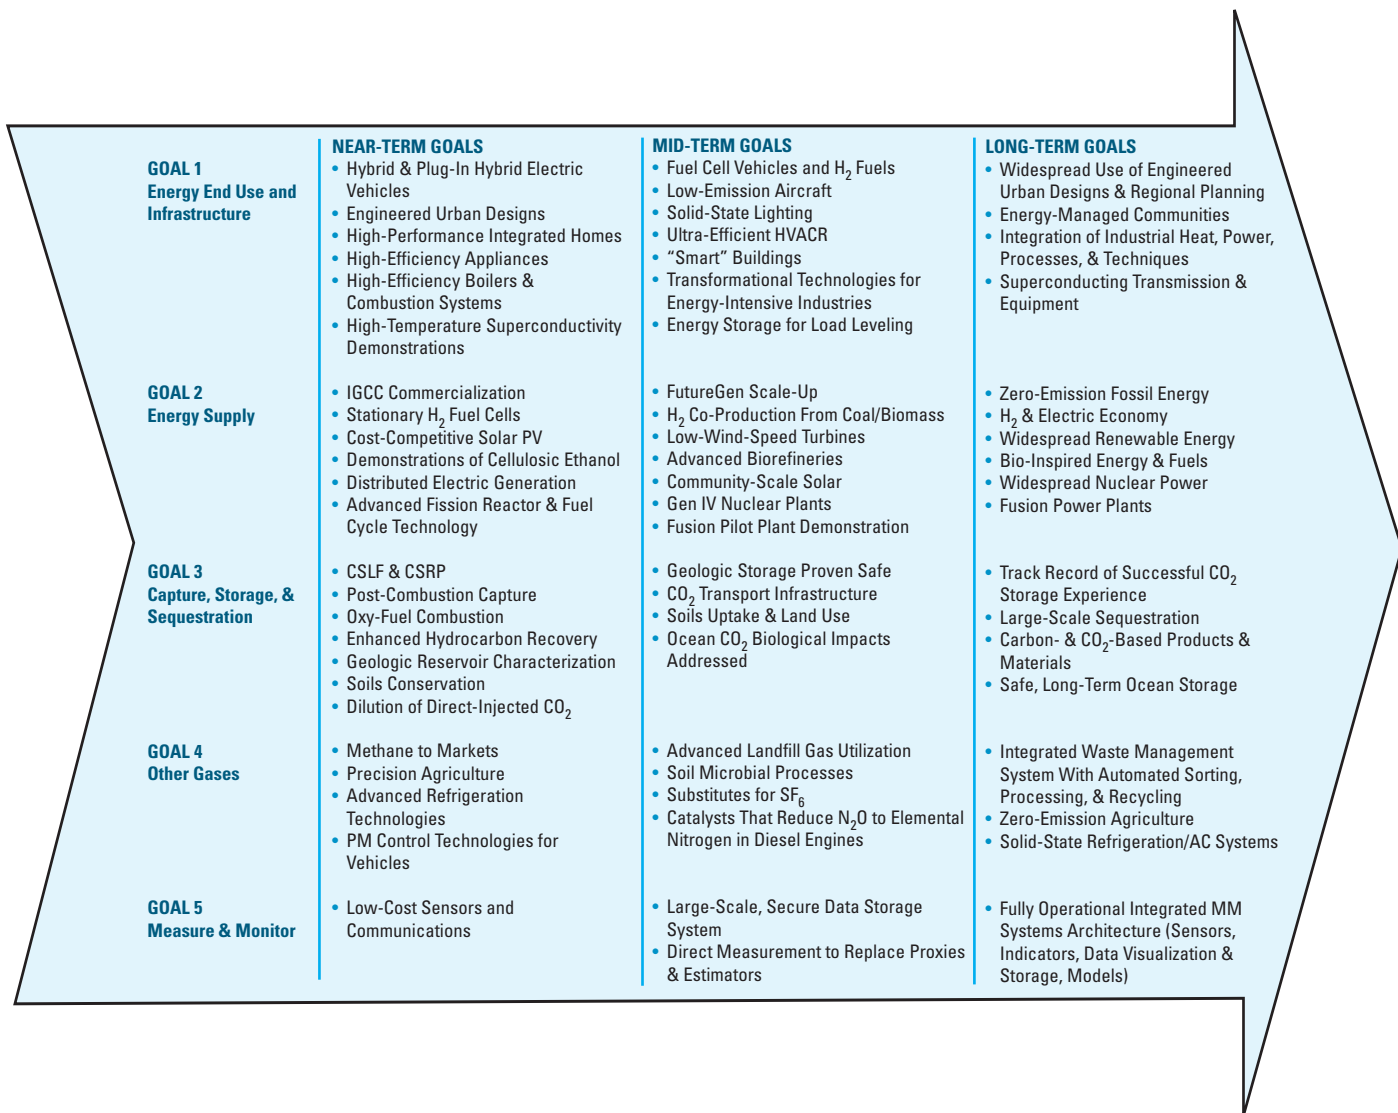 NEAR-TERM GOALS
MID-TERM GOALS
LONG-TERM GOALS
GOAL 1
Energy End Use and
Infrastructure
• Hybrid & Plug-In Hybrid Electric
Vehicles
• Engineered Urban Designs
• High-Performance Integrated Homes
• High-Efficiency Appliances
• High-Efficiency Boilers &
Combustion Systems
• High-Temperature Superconductivity
Demonstrations
• Fuel Cell Vehicles and H₂ Fuels
• Low-Emission Aircraft
• Solid-State Lighting
• Ultra-Efficient HVACR
• “Smart” Buildings
• Transformational Technologies for
Energy-Intensive Industries
• Energy Storage for Load Leveling
• Widespread Use of Engineered
Urban Designs & Regional Planning
• Energy-Managed Communities
• Integration of Industrial Heat, Power,
Processes, & Techniques
• Superconducting Transmission &
Equipment
GOAL 2
Energy Supply
• IGCC Commercialization
• Stationary H₂ Fuel Cells
• Cost-Competitive Solar PV
• Demonstrations of Cellulosic Ethanol
• Distributed Electric Generation
• Advanced Fission Reactor & Fuel
Cycle Technology
• FutureGen Scale-Up
• H₂ Co-Production From Coal/Biomass
• Low-Wind-Speed Turbines
• Advanced Biorefineries
• Community-Scale Solar
• Gen IV Nuclear Plants
• Fusion Pilot Plant Demonstration
• Zero-Emission Fossil Energy
• H₂ & Electric Economy
• Widespread Renewable Energy
• Bio-Inspired Energy & Fuels
• Widespread Nuclear Power
• Fusion Power Plants
GOAL 3
Capture, Storage, &
Sequestration
• CSLF & CSRP
• Post-Combustion Capture
• Oxy-Fuel Combustion
• Enhanced Hydrocarbon Recovery
• Geologic Reservoir Characterization
• Soils Conservation
• Dilution of Direct-Injected CO₂
• Geologic Storage Proven Safe
• CO₂ Transport Infrastructure
• Soils Uptake & Land Use
• Ocean CO₂ Biological Impacts
Addressed
• Track Record of Successful CO₂
Storage Experience
• Large-Scale Sequestration
• Carbon- & CO₂-Based Products &
Materials
• Safe, Long-Term Ocean Storage
GOAL 4
Other Gases
• Methane to Markets
• Precision Agriculture
• Advanced Refrigeration
Technologies
• PM Control Technologies for
Vehicles
• Advanced Landfill Gas Utilization
• Soil Microbial Processes
• Substitutes for SF₆
• Catalysts That Reduce N₂O to Elemental
Nitrogen in Diesel Engines
• Integrated Waste Management
System With Automated Sorting,
Processing, & Recycling
• Zero-Emission Agriculture
• Solid-State Refrigeration/AC Systems
GOAL 5
Measure & Monitor
• Low-Cost Sensors and
Communications
• Large-Scale, Secure Data Storage
System
• Direct Measurement to Replace Proxies
& Estimators
• Fully Operational Integrated MM
Systems Architecture (Sensors,
Indicators, Data Visualization &
Storage, Models)